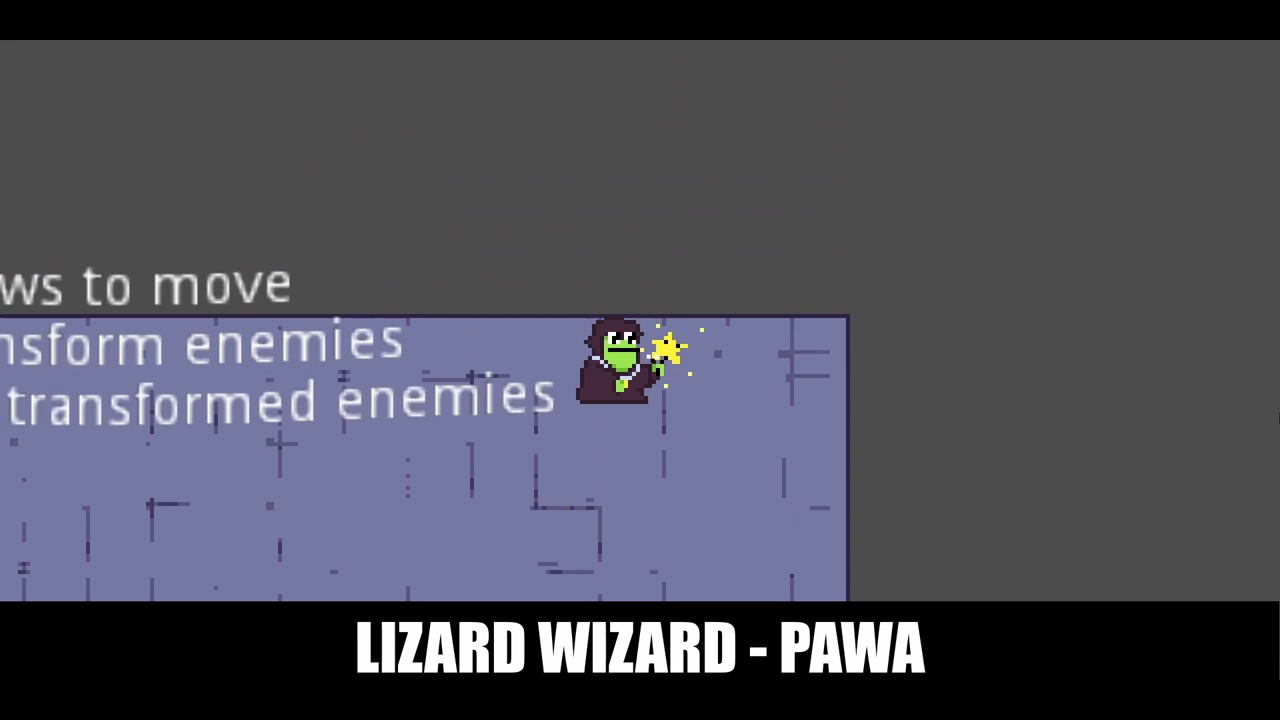 ws to move
nsform enemies
transformed enemies
LIZARD WIZARD - PAWA